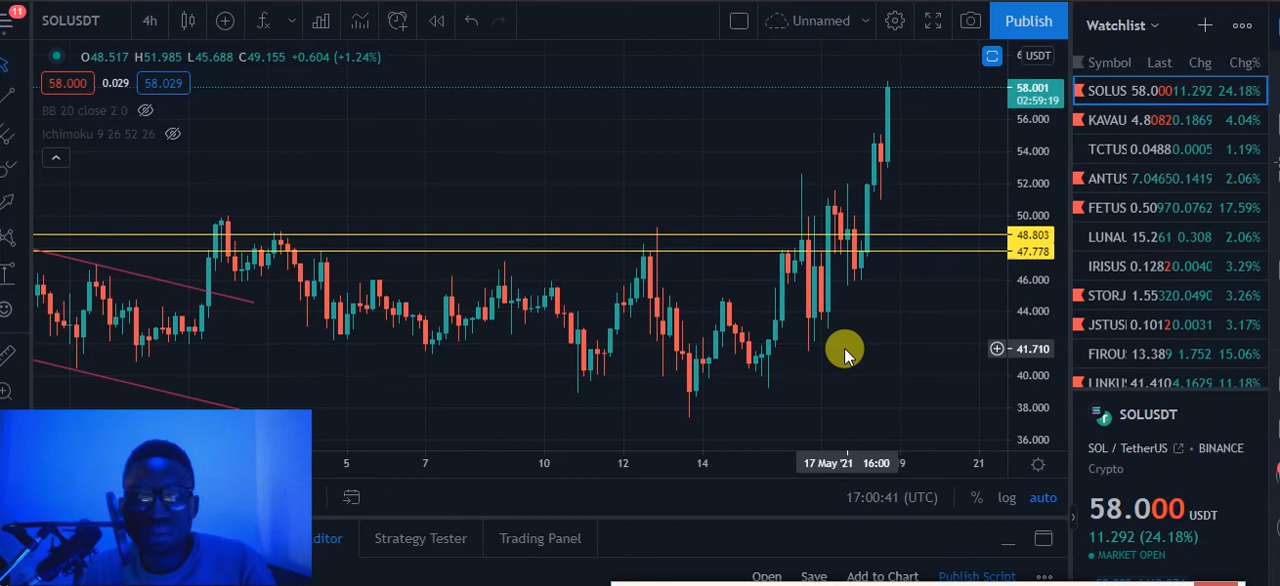 11
SOLUSDT 4h Unnamed Publish
O48.517 H51.985 L45.688 C49.155 +0.604 (+1.24%)
58.000 0.029 58.029
BB 20 close 2 0
Ichimoku 9 26 52 26
USDT
58.001
02:59:19
56.000
54.000
52.000
50.000
48.803
47.778
46.000
44.000
41.710
40.000
38.000
36.000
5 7 10 12 14 17 May '21 16:00 9 21
17:00:41 (UTC) % log auto
ditor Strategy Tester Trading Panel
Open Save Add to Chart Publish Script
Watchlist
Symbol Last Chg Chg%
SOLUS 58.000 11.292 24.18%
KAVAU 4.8082 0.1869 4.04%
TCTUS 0.0488 0.0005 1.19%
ANTUS 7.0465 0.1419 2.06%
FETUS 0.5097 0.0762 17.59%
LUNAU 15.261 0.308 2.06%
IRISUS 0.1282 0.0040 3.29%
STORJ 1.5532 0.0490 3.26%
JSTUS 0.1012 0.0031 3.17%
FIROU 13.389 1.752 15.06%
LINKU 41.410 4.1629 11.18%
SOLUSDT
SOL / TetherUS • BINANCE
Crypto
58.000 USDT
11.292 (24.18%)
MARKET OPEN